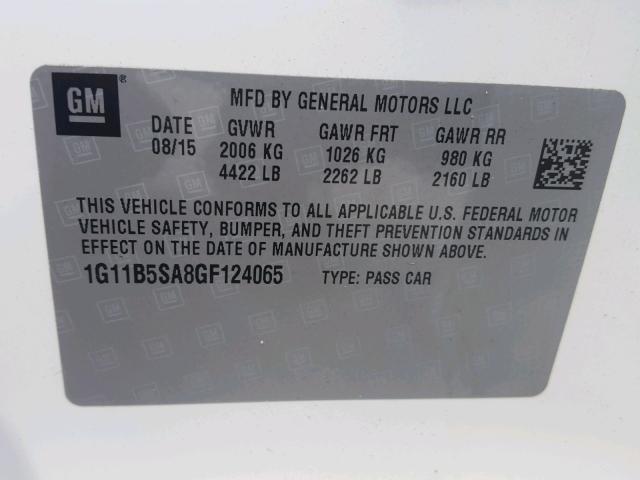 GM ®
MFD BY GENERAL MOTORS LLC
DATE GVWR GAWR FRT GAWR RR
08/15 2006 KG 1026 KG 980 KG
4422 LB 2262 LB 2160 LB
THIS VEHICLE CONFORMS TO ALL APPLICABLE U.S. FEDERAL MOTOR
VEHICLE SAFETY, BUMPER, AND THEFT PREVENTION STANDARDS IN
EFFECT ON THE DATE OF MANUFACTURE SHOWN ABOVE.
1G11B5SA8GF124065 TYPE: PASS CAR